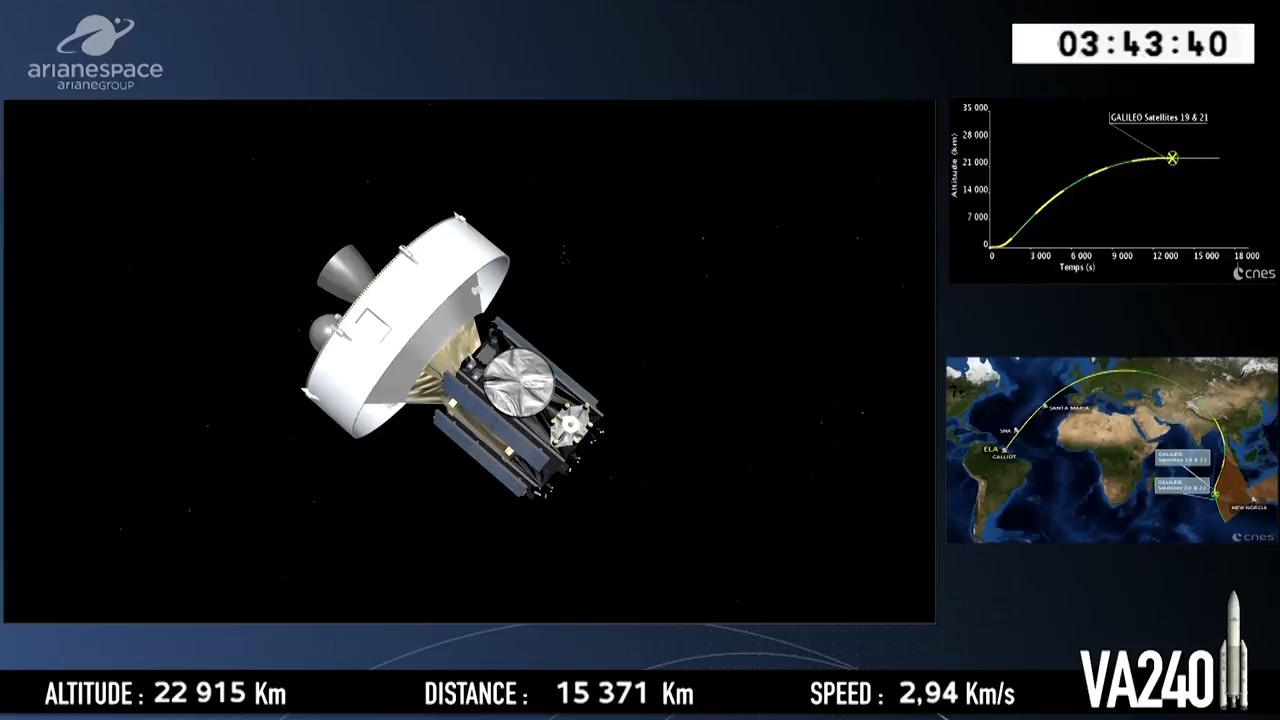 arianespace
arianeGROUP
03:43:40
35 000
28 000
21 000
14 000
7 000
0
Altitude (km)
GALILEO Satellites 19 & 21
0 3 000 6 000 9 000 12 000 15 000 18 000
Temps (s)
cnes
SANTA MARIA
ELA
GALLIOT
GALILEO
GALILEO
NEW NORCIA
cnes
VA240
ALTITUDE : 22 915 Km
DISTANCE : 15 371 Km
SPEED : 2,94 Km/s